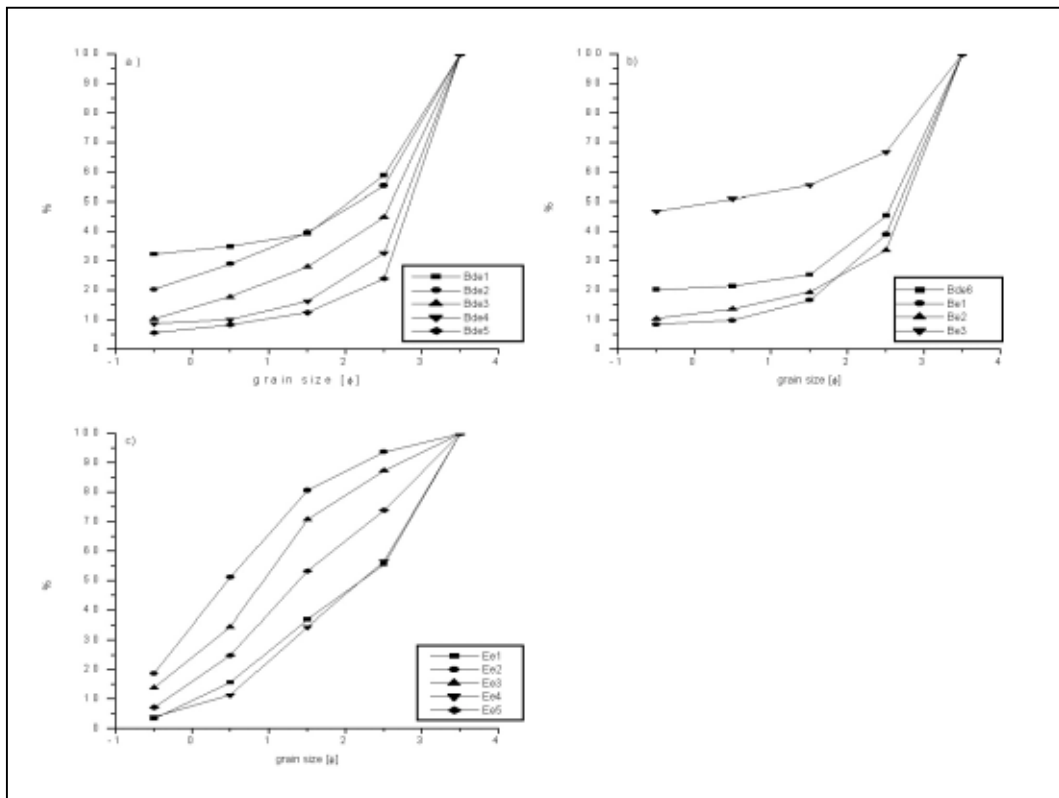 a)
100
90
80
70
60
50
40
30
20
10
0
%
-1 0 1 2 3 4
grain size [ϕ]
Bde1
Bde2
Bde3
Bde4
Bde5
b)
100
90
80
70
60
50
40
30
20
10
0
%
-1 0 1 2 3 4
grain size [ϕ]
Bde6
Be1
Be2
Be3
c)
100
90
80
70
60
50
40
30
20
10
0
%
-1 0 1 2 3 4
grain size [ϕ]
Ee1
Ee2
Ee3
Ee4
Ee5